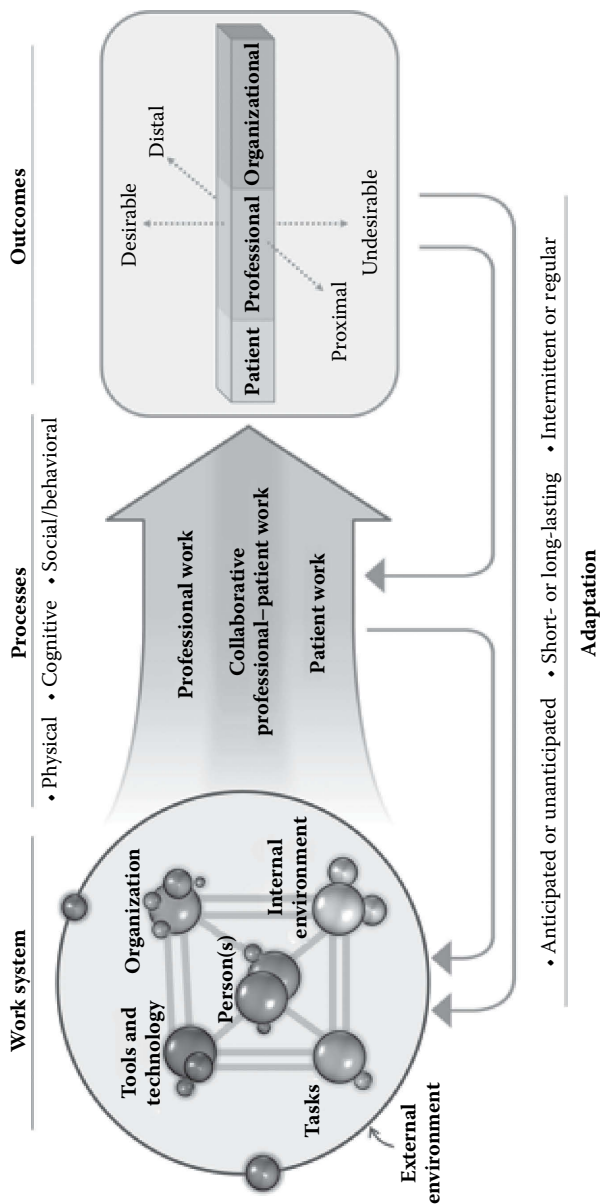 Work system
Processes
Outcomes
• Physical • Cognitive • Social/behavioral
Tools and
technology
Organization
Person(s)
Tasks
Internal
environment
External
environment
Professional work
Collaborative
professional–patient work
Patient work
Desirable
Distal
Patient
Professional
Organizational
Proximal
Undesirable
• Anticipated or unanticipated • Short- or long-lasting • Intermittent or regular
Adaptation